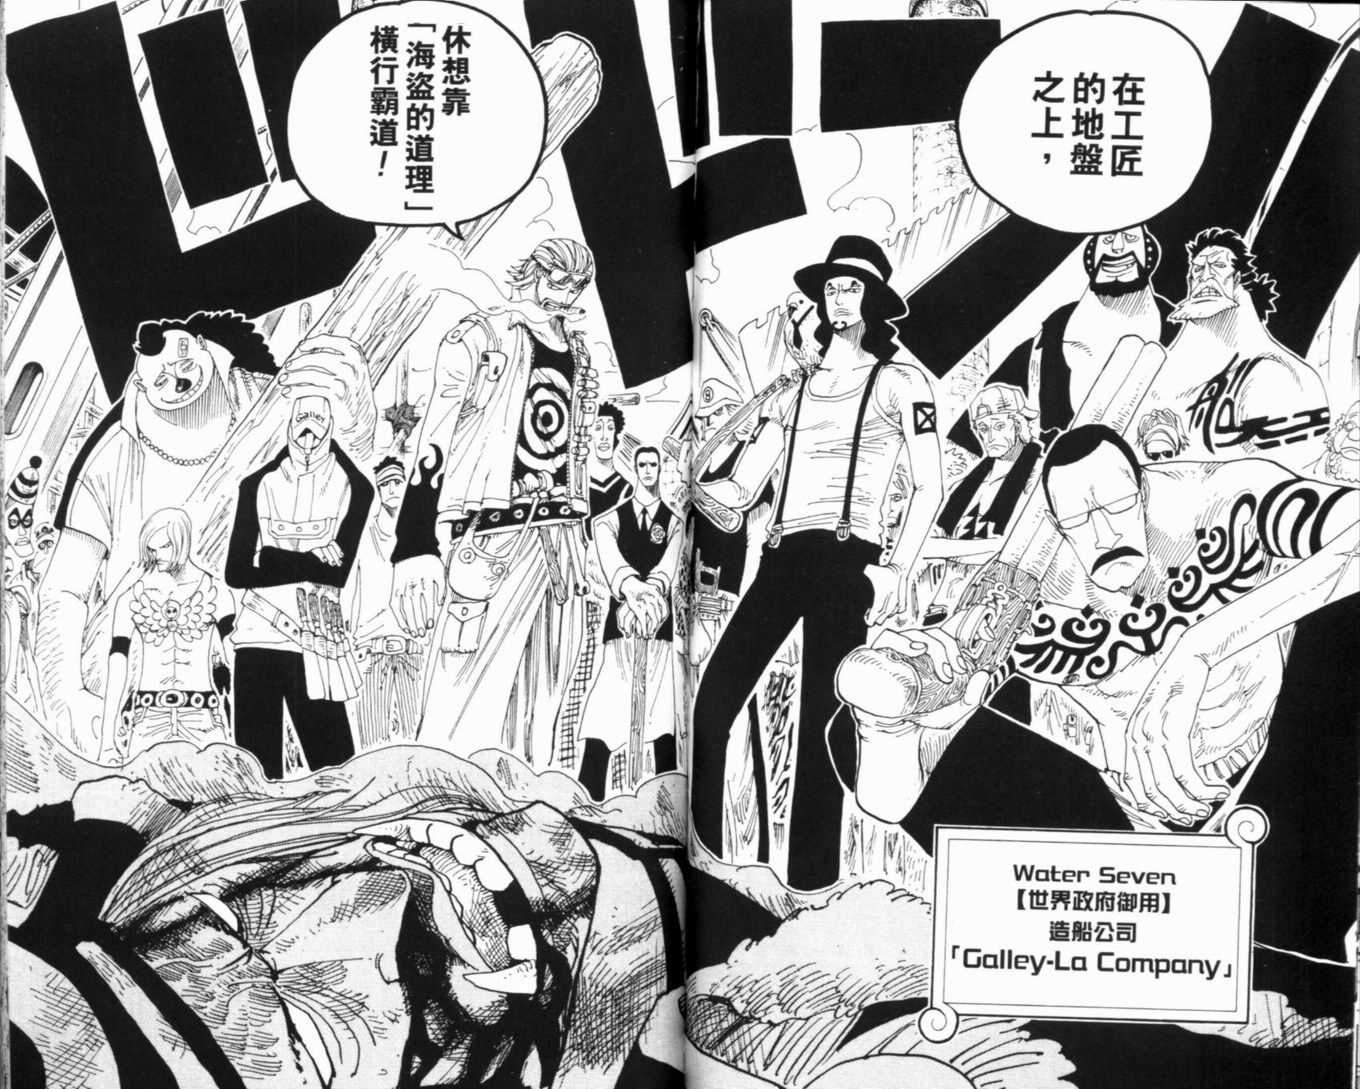 在工匠
的地盤
之上，
休想靠
「海盜的道理」
橫行霸道！
Galley
Water Seven
【世界政府御用】
造船公司
「Galley-La Company」